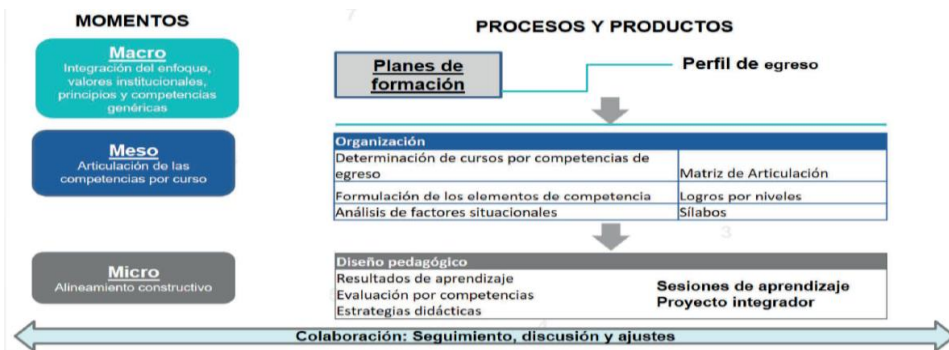 MOMENTOS
Macro
Integración del enfoque,
valores institucionales,
principios y competencias
genéricas
Meso
Articulación de las
competencias por curso
Micro
Alineamiento constructivo
7
PROCESOS Y PRODUCTOS
Planes de
formación
Perfil de egreso
Organización
Determinación de cursos por competencias de
egreso
Matriz de Articulación
Formulación de los elementos de competencia
Logros por niveles
Análisis de factores situacionales
Sílabos
3
Diseño pedagógico
Resultados de aprendizaje
Evaluación por competencias
Estrategias didácticas
Sesiones de aprendizaje
Proyecto integrador
Colaboración: Seguimiento, discusión y ajustes